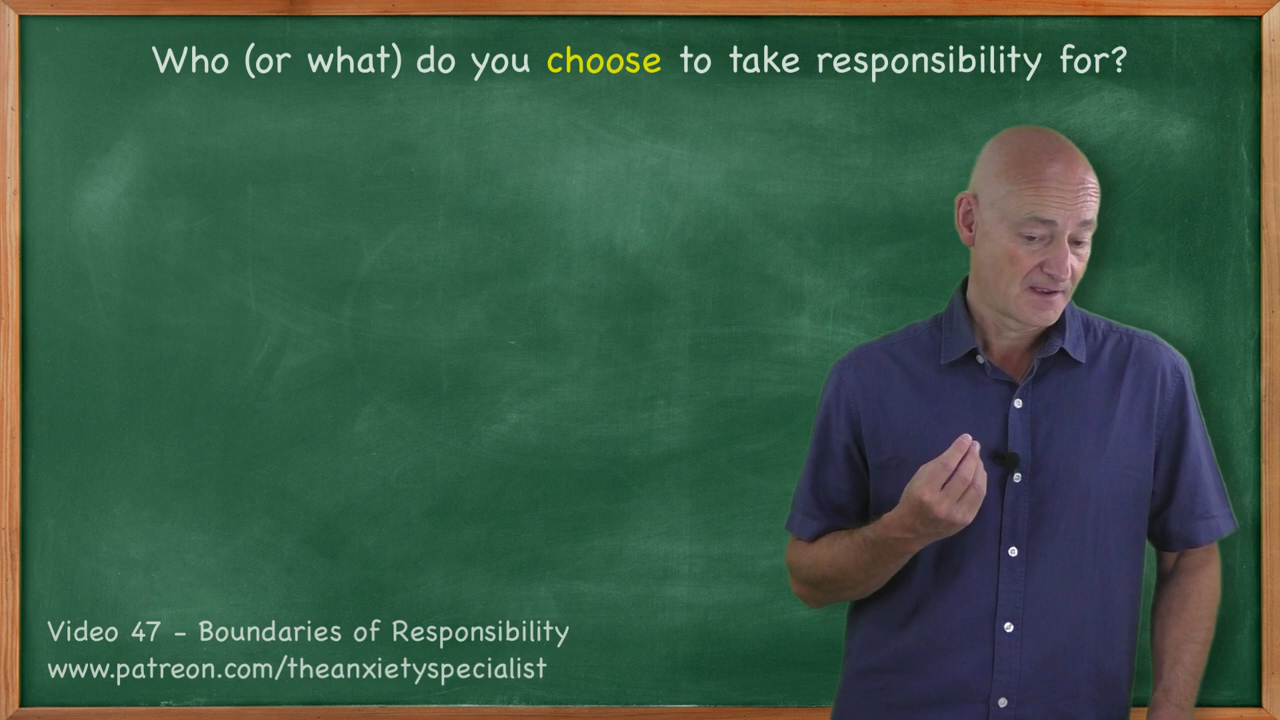 Who (or what) do you choose to take responsibility for?
Video 47 - Boundaries of Responsibility
www.patreon.com/theanxietyspecialist